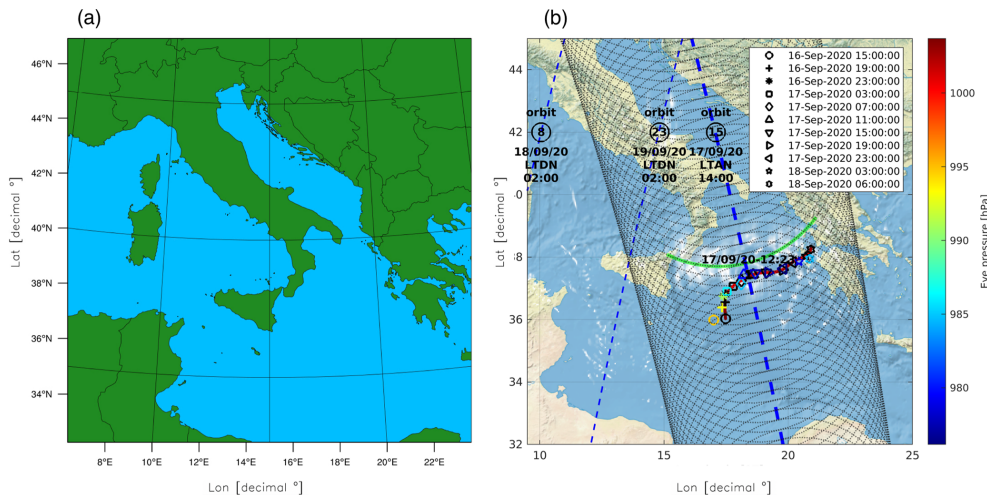 (a)
(b)
46°N
44°N
42°N
40°N
38°N
36°N
34°N
8°E
10°E
12°E
14°E
16°E
18°E
20°E
22°E
Lat [decimal °]
Lon [decimal °]
44
42
.0
38
36
34
32
10
15
20
25
Lon [decimal °]
orbit
8
18/09/20
LTDN
02:00
orbit
23
19/09/20
LTDN
02:00
orbit
15
17/09/20
LTAN
14:00
17/09/20-12:23
16-Sep-2020 15:00:00
16-Sep-2020 19:00:00
16-Sep-2020 23:00:00
17-Sep-2020 03:00:00
17-Sep-2020 07:00:00
17-Sep-2020 11:00:00
17-Sep-2020 15:00:00
17-Sep-2020 19:00:00
17-Sep-2020 23:00:00
18-Sep-2020 03:00:00
18-Sep-2020 06:00:00
1000
995
990
985
980
Eye pressure [hPa]